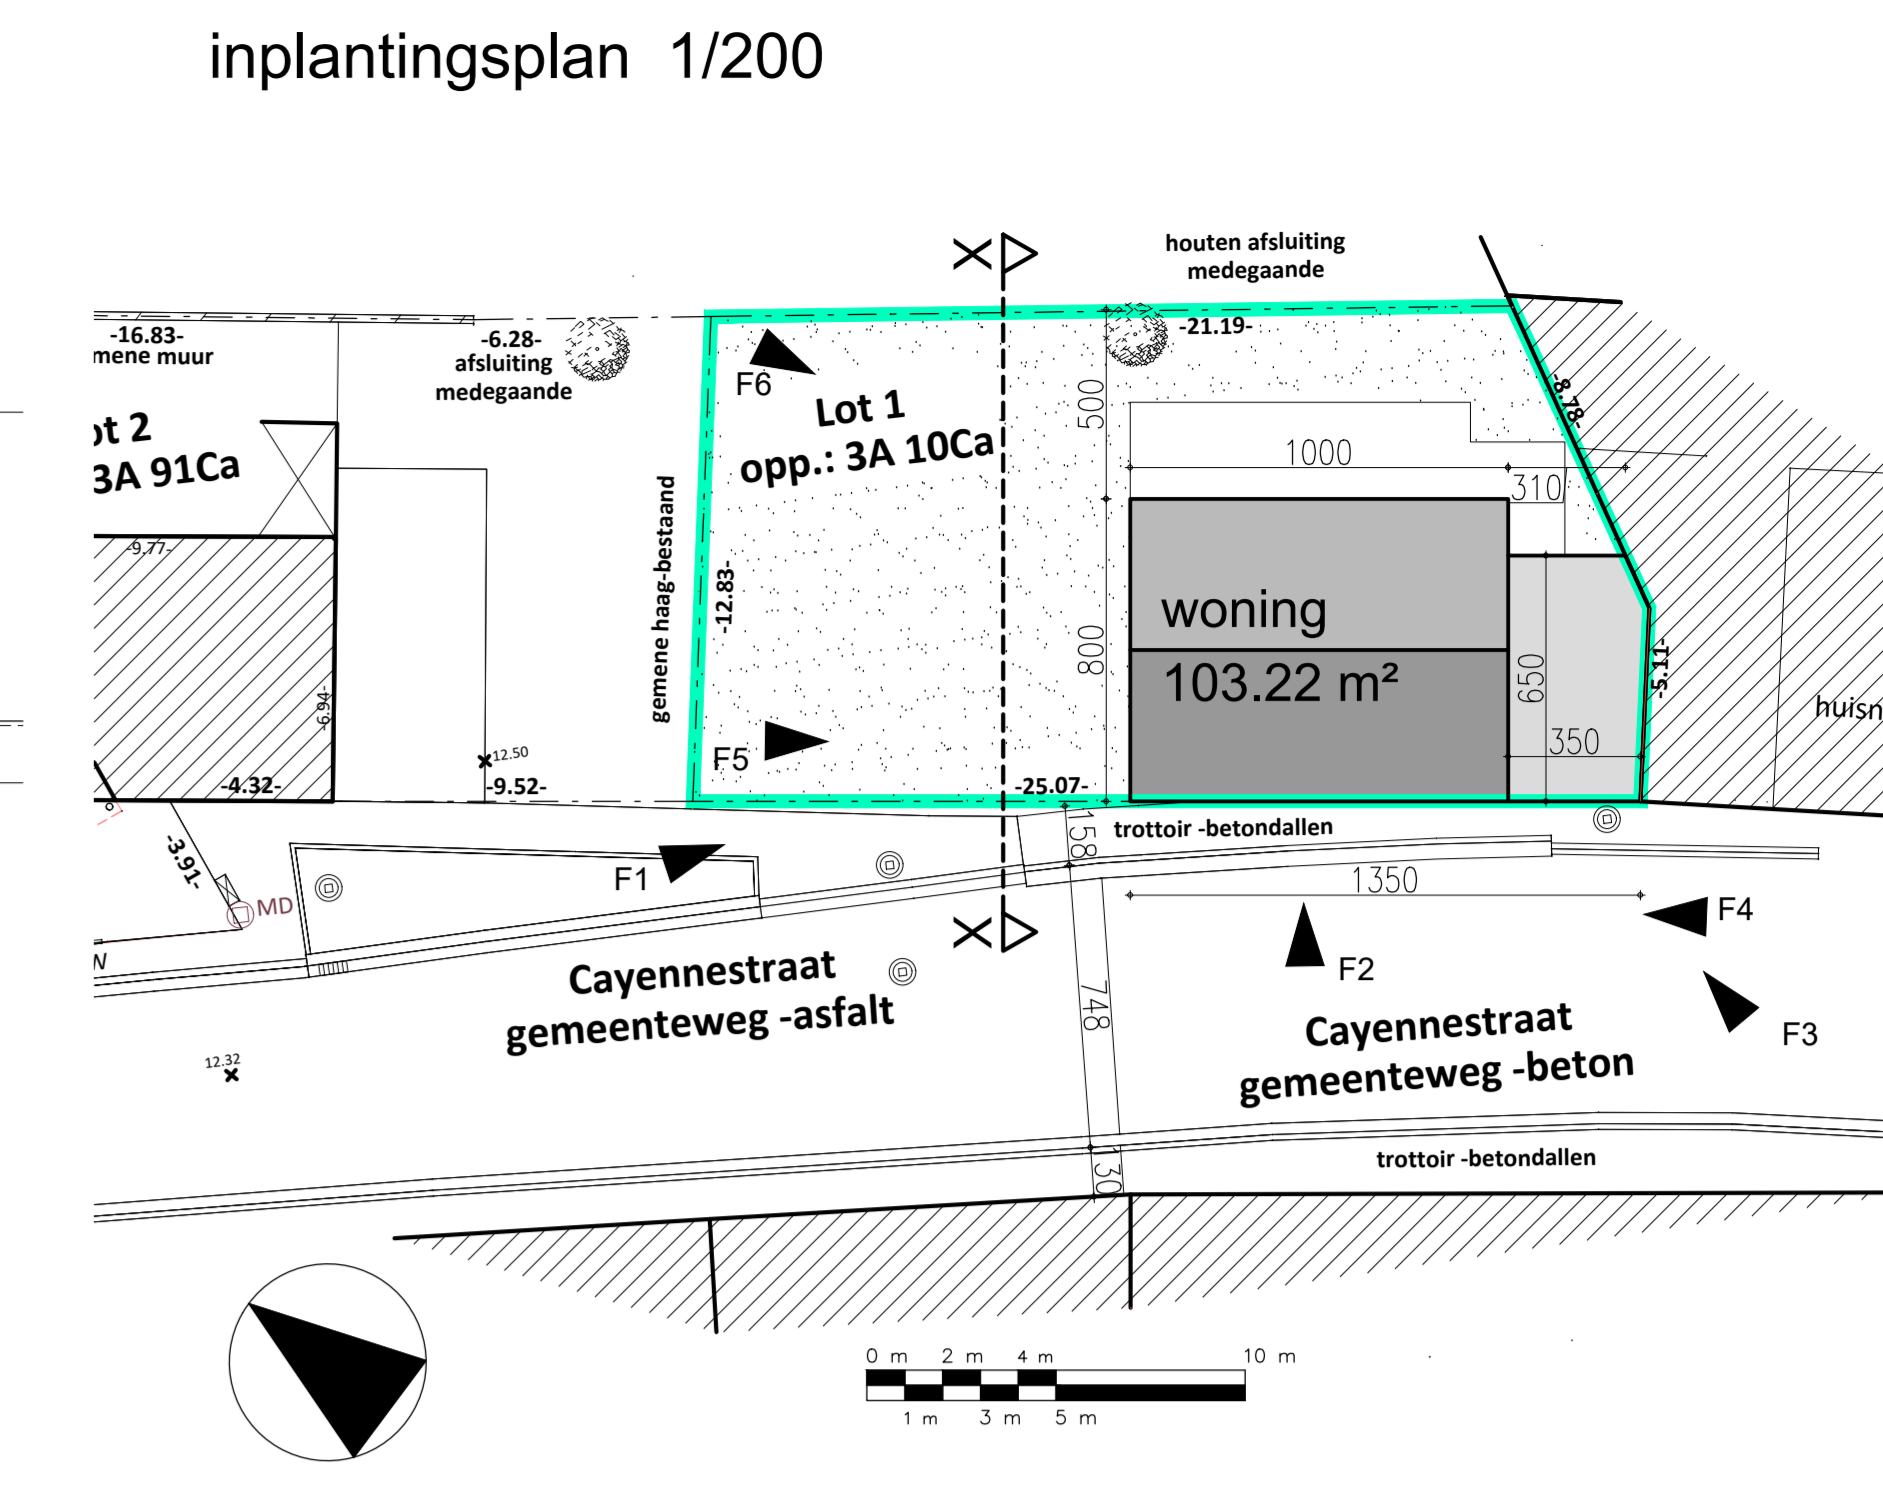 inplantingsplan 1/200
houten afsluiting
medegaande
-16.83-
mene muur
-6.28-
afsluiting
medegaande
-21.19-
F6
Lot 1
opp.: 3A 10Ca
500
-8.78-
ot 2
3A 91Ca
1000
310
-9.77-
gemene haag-bestaand
-12.83-
woning
103.22 m²
800
650
-5.11-
huisn
-6.94-
350
12.50
F5
-4.32-
-9.52-
-25.07-
158
trottoir -betondallen
-3.91-
F1
1350
MD
F4
N
F2
Cayennestraat
gemeenteweg -asfalt
748
Cayennestraat
gemeenteweg -beton
F3
12.32
130
trottoir -betondallen
0 m 2 m 4 m 10 m
1 m 3 m 5 m